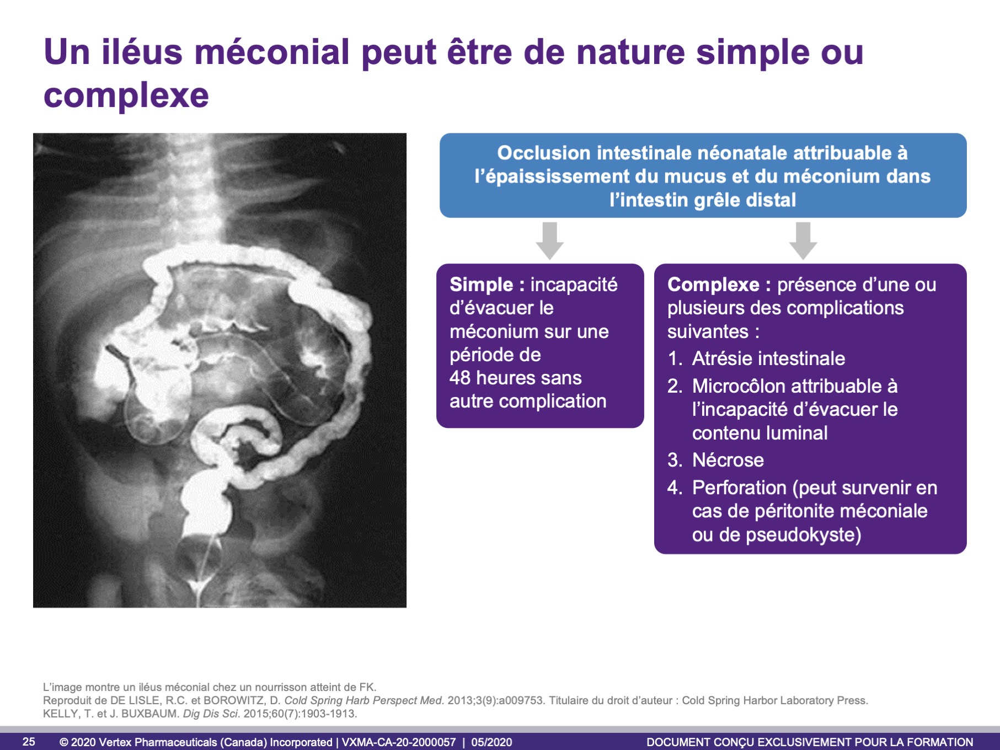 Un iléus méconial peut être de nature simple ou
complexe
Occlusion intestinale néonatale attribuable à
l’épaississement du mucus et du méconium dans
l’intestin grêle distal
Simple : incapacité
d’évacuer le
méconium sur une
période de
48 heures sans
autre complication
Complexe : présence d’une ou
plusieurs des complications
suivantes :
1. Atrésie intestinale
2. Microcôlon attribuable à
l’incapacité d’évacuer le
contenu luminal
3. Nécrose
4. Perforation (peut survenir en
cas de péritonite méconiale
ou de pseudokyste)
L’image montre un iléus méconial chez un nourrisson atteint de FK.
Reproduit de DE LISLE, R.C. et BOROWITZ, D. Cold Spring Harb Perspect Med. 2013;3(9):a009753. Titulaire du droit d’auteur : Cold Spring Harbor Laboratory Press.
KELLY, T. et J. BUXBAUM. Dig Dis Sci. 2015;60(7):1903-1913.
25 © 2020 Vertex Pharmaceuticals (Canada) Incorporated | VXMA-CA-20-2000057 | 05/2020 DOCUMENT CONÇU EXCLUSIVEMENT POUR LA FORMATION